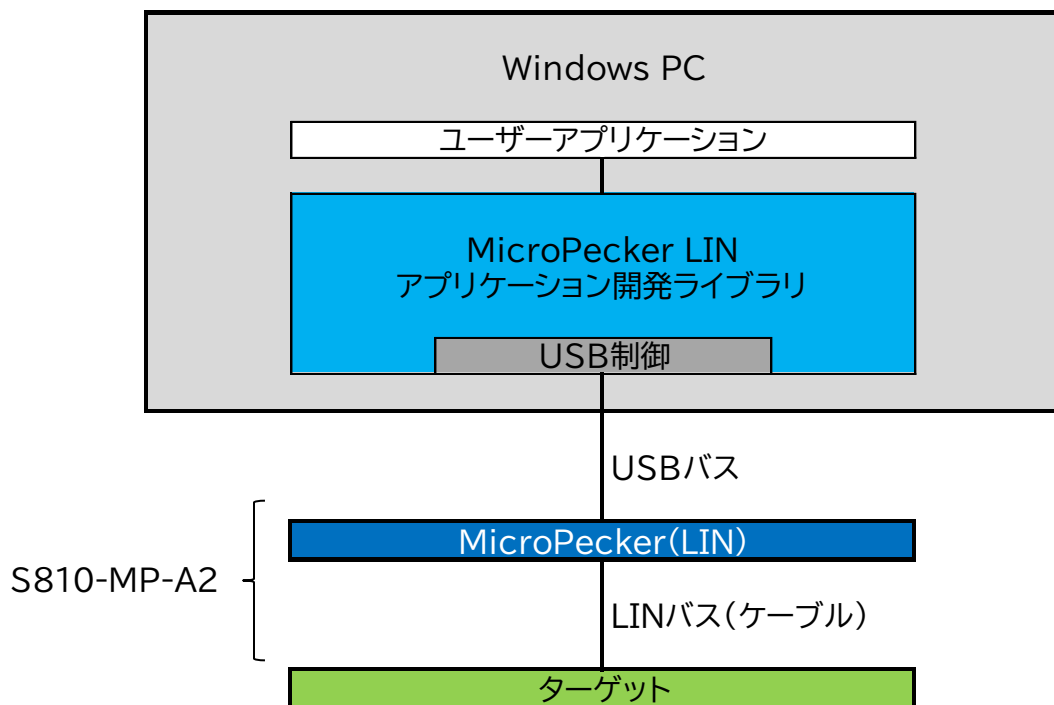 Windows PC
ユーザーアプリケーション
MicroPecker LIN
アプリケーション開発ライブラリ
USB制御
USBバス
MicroPecker(LIN)
S810-MP-A2
LINバス(ケーブル)
ターゲット